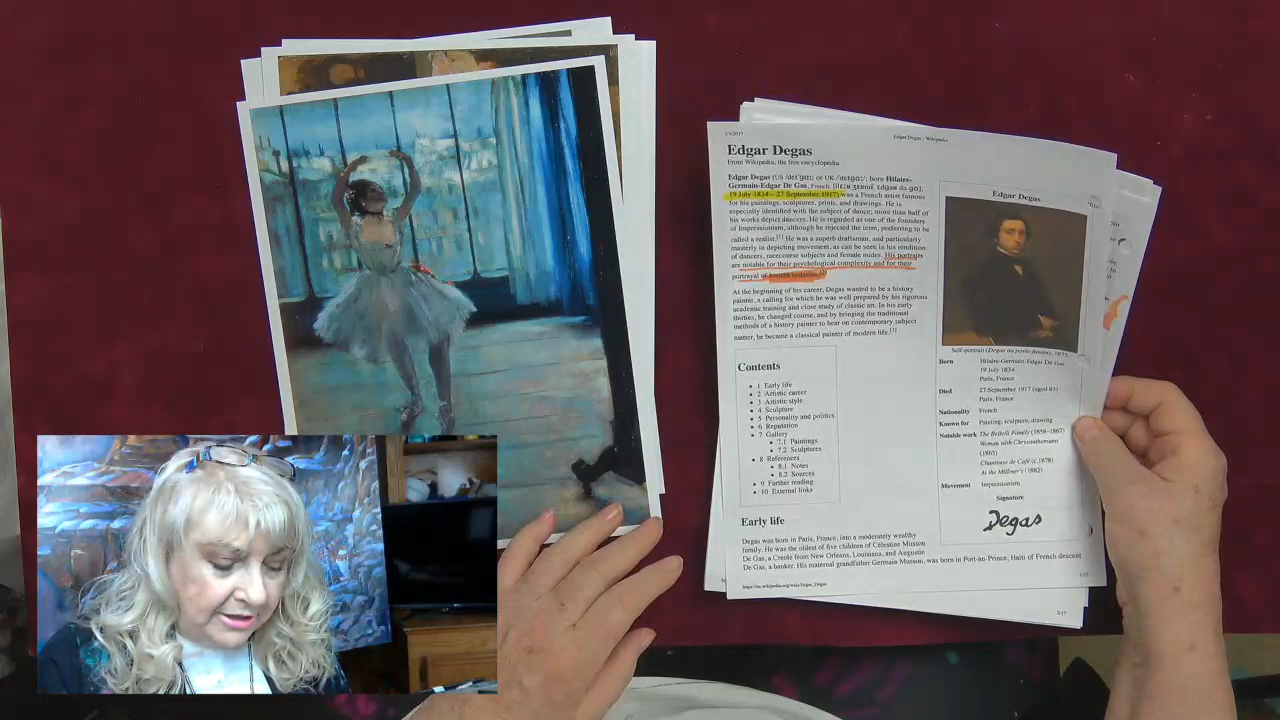 Edgar Degas - Wikipedia
Edgar Degas
From Wikipedia, the free encyclopedia
Edgar Degas (US or UK born Hilaire-
Germain-Edgar De Gas, French
19 July 1834 – 27 September 1917) was a French artist famous
for his paintings, sculptures, prints, and drawings. He is
especially identified with the subject of dance; more than half of
his works depict dancers. He is regarded as one of the founders
of Impressionism, although he rejected the term, preferring to be
called a realist.[1] He was a superb draftsman, and particularly
masterly in depicting movement, as can be seen in his rendition
of dancers, racecourse subjects and female nudes. His portraits
are notable for their psychological complexity and for their
portrayal of human isolation.[2]
At the beginning of his career, Degas wanted to be a history
painter, a calling for which he was well prepared by his rigorous
academic training and close study of classic art. In his early
thirties, he changed course, and by bringing the traditional
methods of a history painter to bear on contemporary subject
matter, he became a classical painter of modern life.[3]
Contents
1 Early life
2 Artistic career
3 Artistic style
4 Sculpture
5 Personality and politics
6 Reputation
7 Gallery
7.1 Paintings
7.2 Sculptures
8 References
8.1 Notes
8.2 Sources
9 Further reading
10 External links
Edgar Degas
Self-portrait (Degas au porte-fusain), 1855
Born Hilaire-Germain-Edgar De Gas
19 July 1834
Paris, France
Died 27 September 1917 (aged 83)
Paris, France
Nationality French
Known for Painting, sculpture, drawing
Notable work The Bellelli Family (1858–1867)
Woman with Chrysanthemums
(1865)
Chanteuse de Café (c.1878)
At the Milliner's (1882)
Movement Impressionism
Signature
Degas
Early life
Degas was born in Paris, France, into a moderately wealthy
family. He was the oldest of five children of Célestine Musson
De Gas, a Creole from New Orleans, Louisiana, and Augustin
De Gas, a banker. His maternal grandfather Germain Musson, was born in Port-au-Prince, Haiti of French descent
https://en.wikipedia.org/wiki/Edgar_Degas